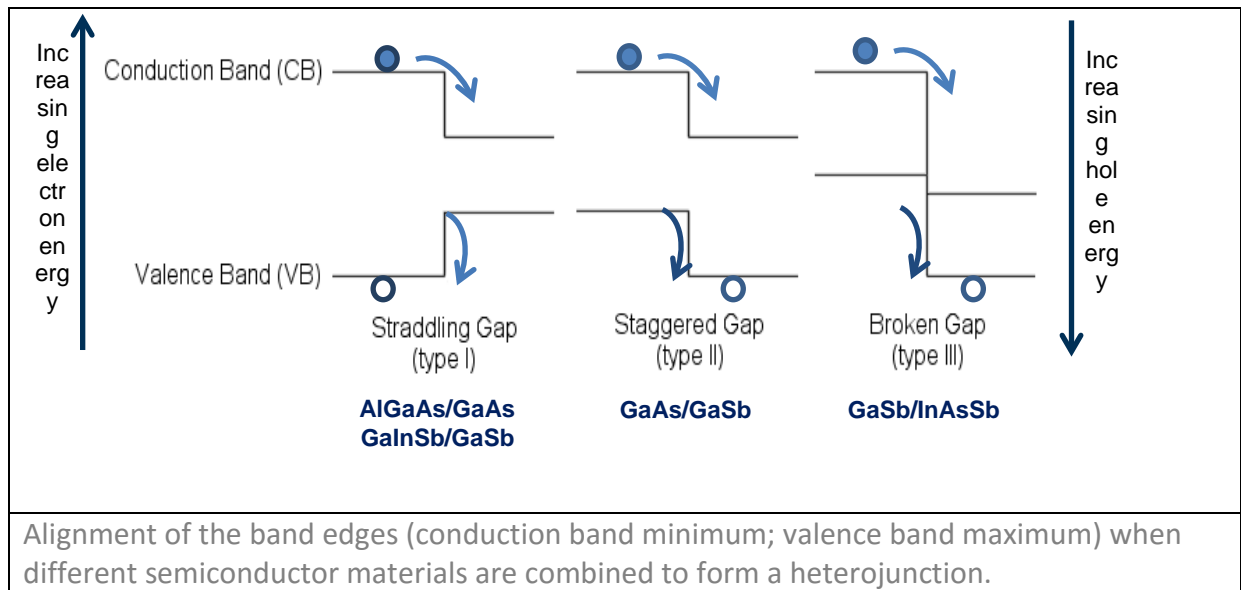 Inc
rea
sin
g
ele
ctr
on
en
erg
y
Conduction Band (CB)
Valence Band (VB)
Straddling Gap
(type I)
AlGaAs/GaAs
GaInSb/GaSb
Staggered Gap
(type II)
GaAs/GaSb
Broken Gap
(type III)
GaSb/InAsSb
Inc
rea
sin
g
hol
e
en
erg
y
Alignment of the band edges (conduction band minimum; valence band maximum) when
different semiconductor materials are combined to form a heterojunction.